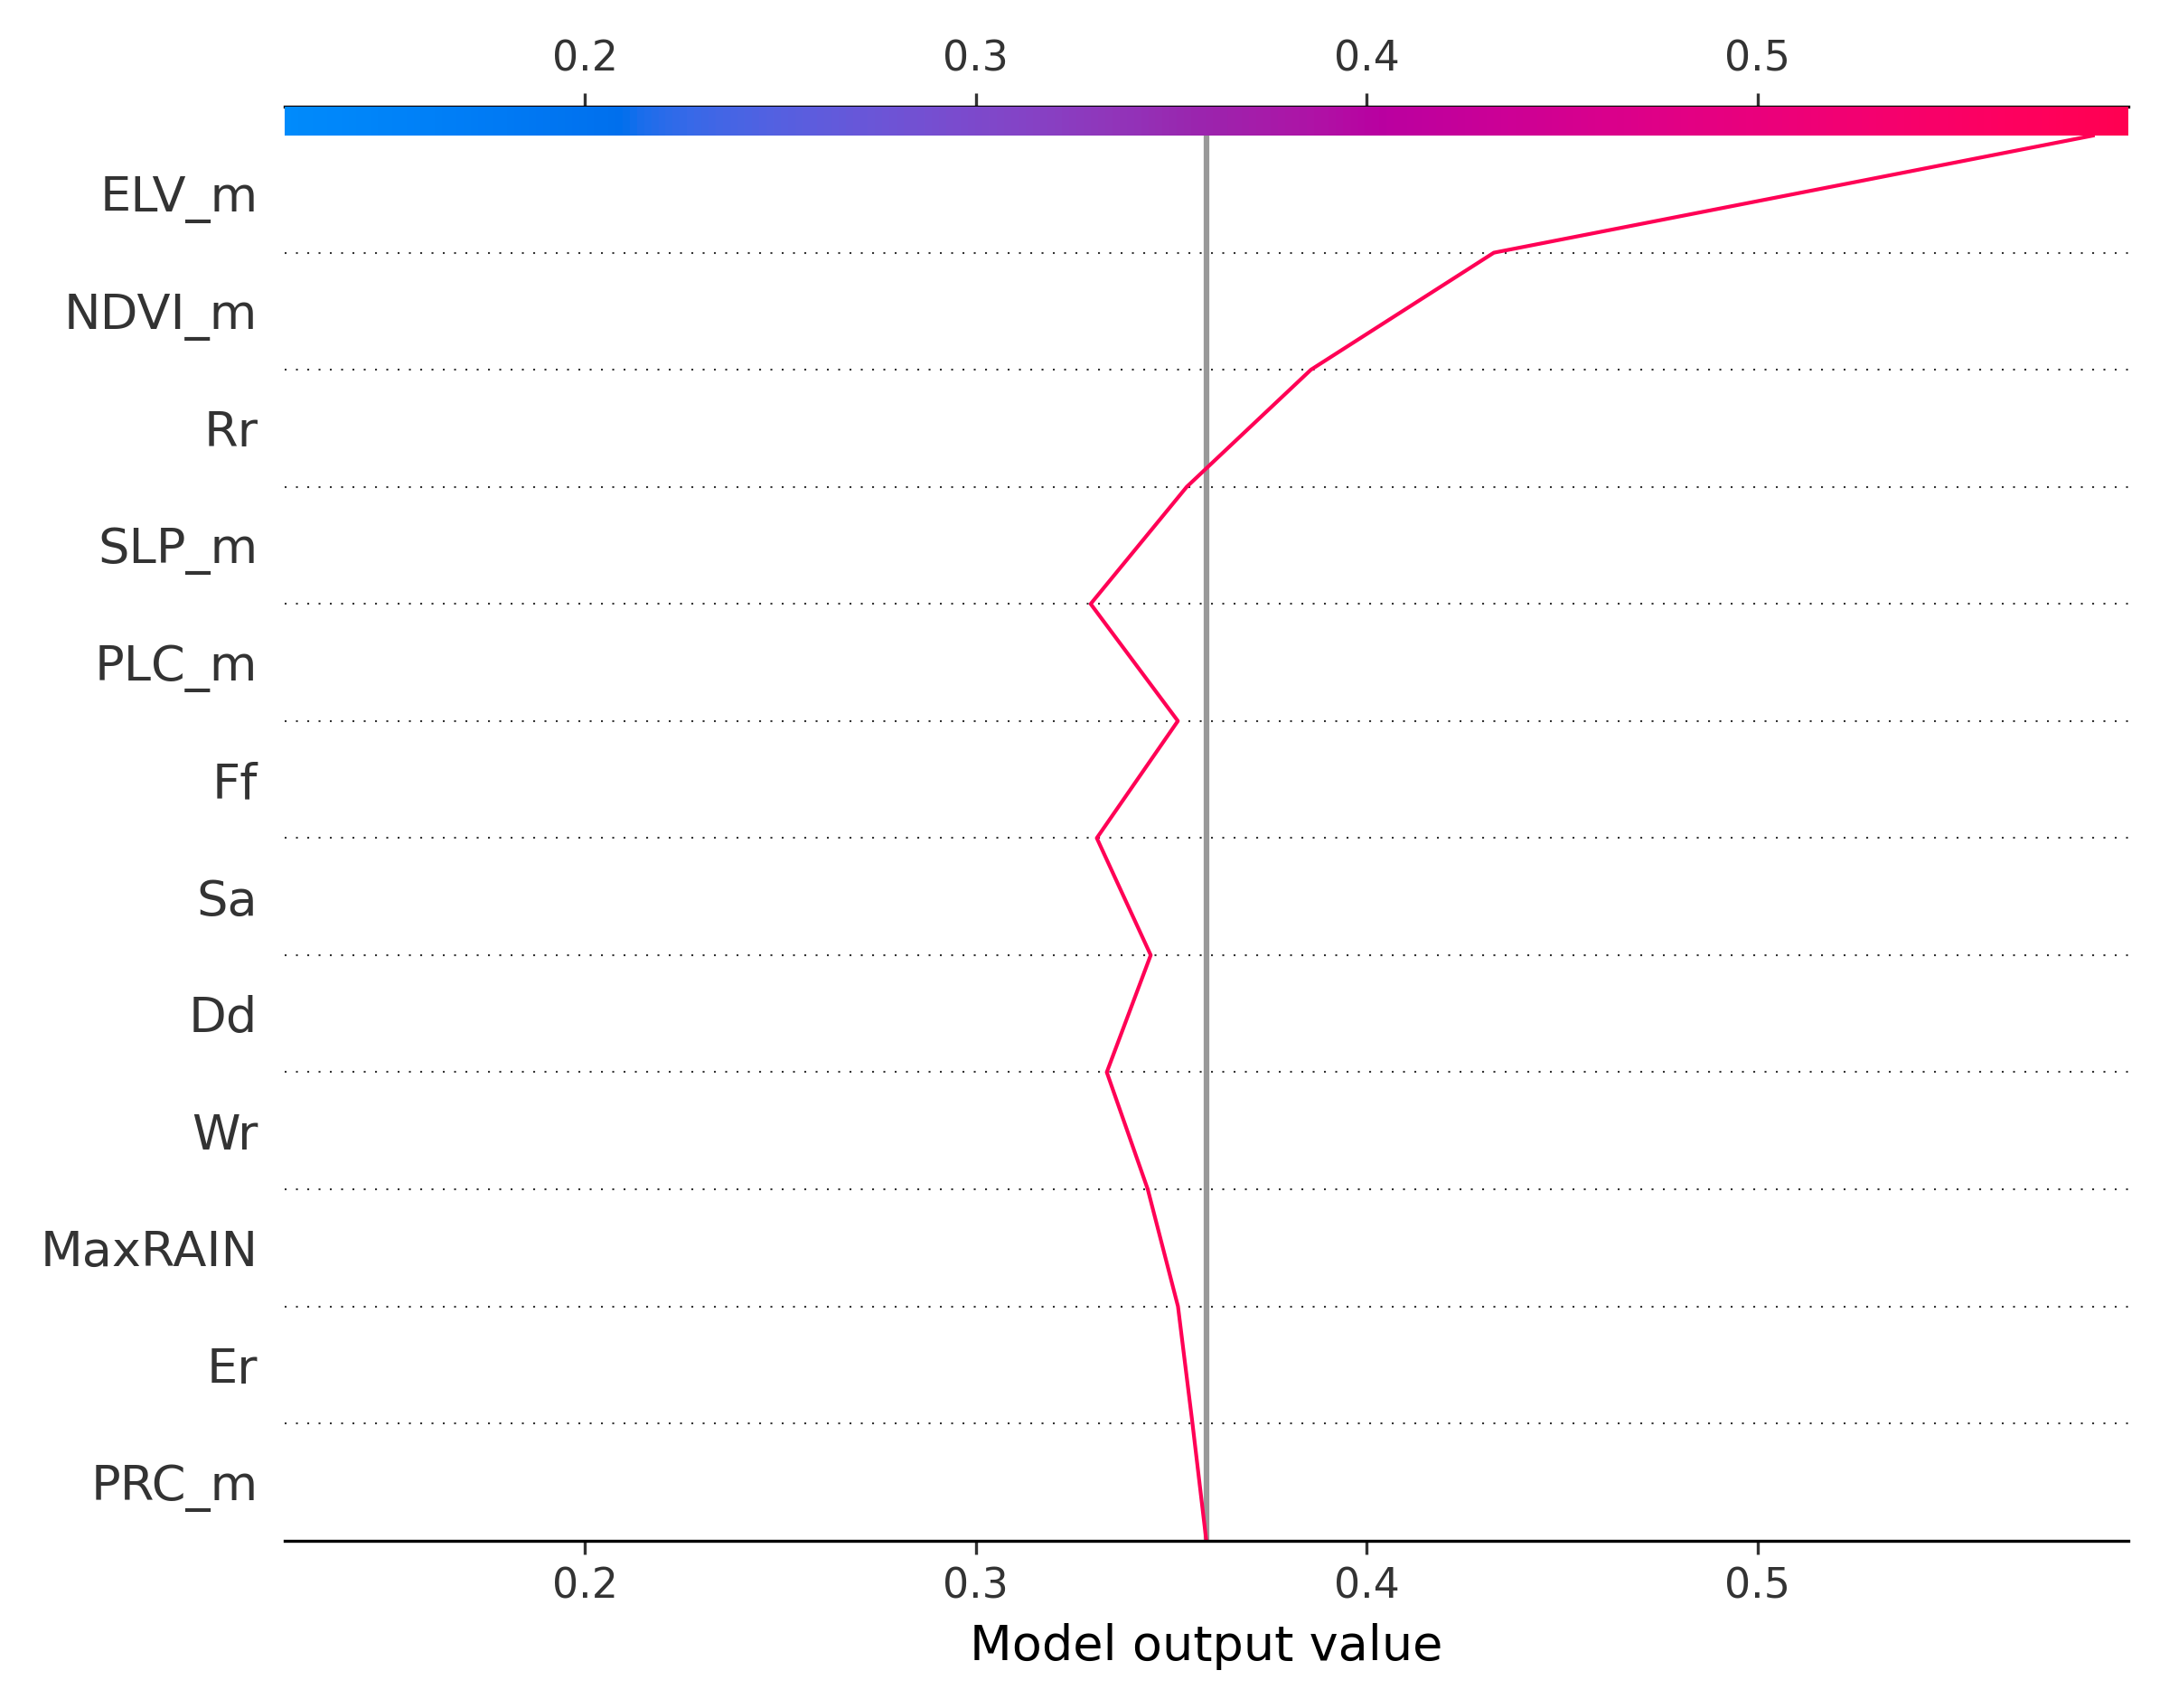 0.2 0.3 0.4 0.5
ELV_m
NDVI_m
Rr
SLP_m
PLC_m
Ff
Sa
Dd
Wr
MaxRAIN
Er
PRC_m
0.2 0.3 0.4 0.5
Model output value